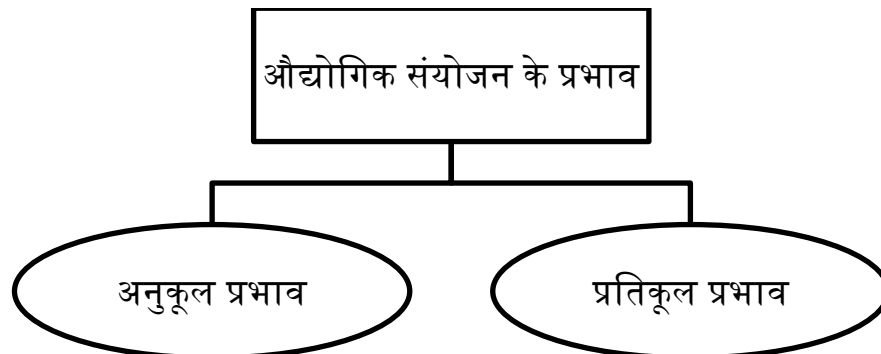 औद्योगिक संयोजन के प्रभाव
अनुकूल प्रभाव
प्रतिकूल प्रभाव